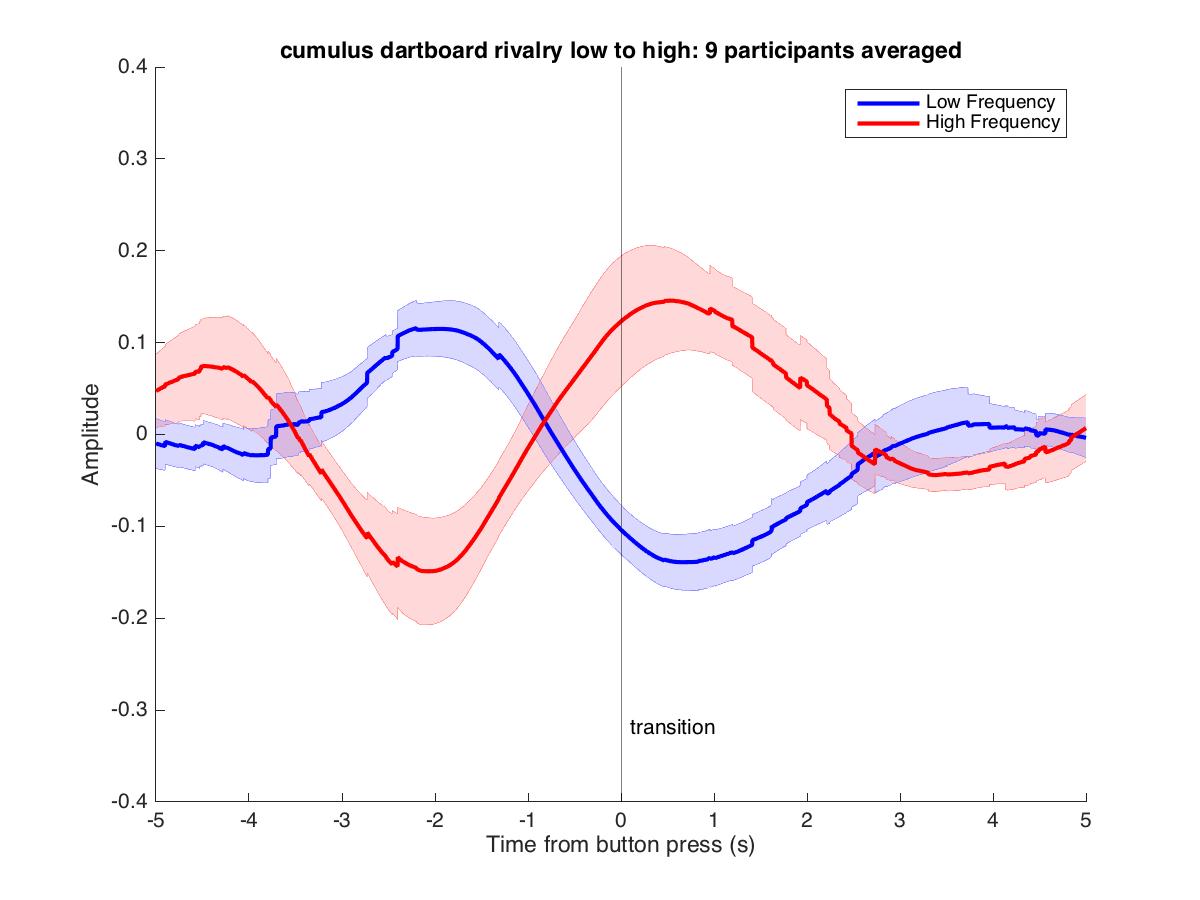 cumulus dartboard rivalry low to high: 9 participants averaged
0.4
0.3
0.2
0.1
0
-0.1
-0.2
-0.3
-0.4
Amplitude
Low Frequency
High Frequency
transition
-5 -4 -3 -2 -1 0 1 2 3 4 5
Time from button press (s)